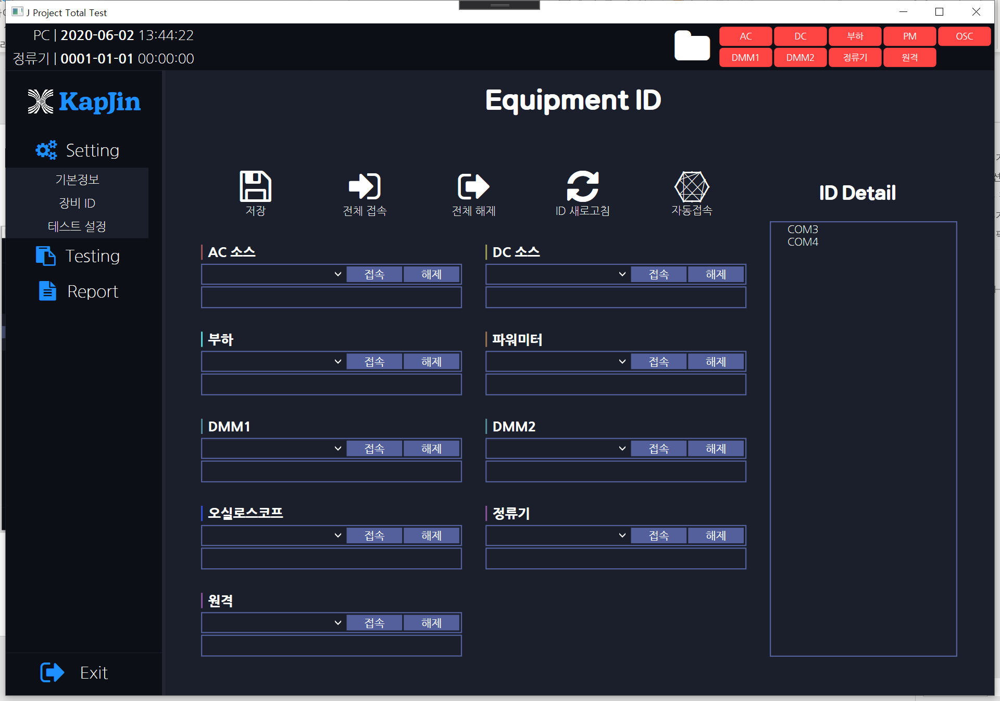 J Project Total Test
PC | 2020-06-02 13:44:22
정류기 | 0001-01-01 00:00:00
AC DC 부하 PM OSC
DMM1 DMM2 정류기 원격
KapJin
Setting
기본정보
장비 ID
테스트 설정
Testing
Report
Exit
Equipment ID
저장 전체 접속 전체 해제 ID 새로고침 자동접속
AC 소스
접속 해제
DC 소스
접속 해제
부하
접속 해제
파워미터
접속 해제
DMM1
접속 해제
DMM2
접속 해제
오실로스코프
접속 해제
정류기
접속 해제
원격
접속 해제
ID Detail
COM3
COM4